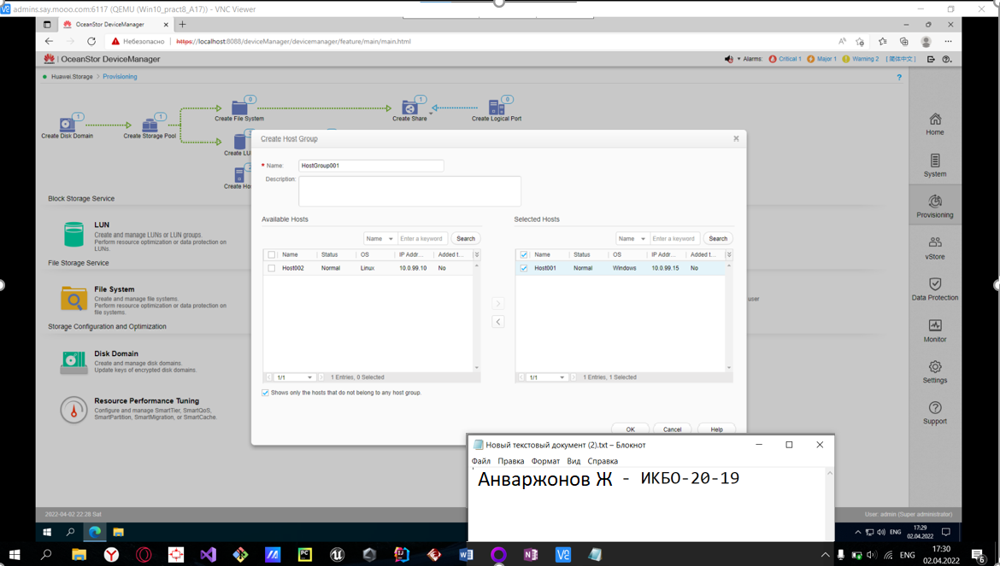 admins.say.mooo.com:6117 (QEMU (Win10_pract8_A17)) - VNC Viewer
OceanStor DeviceManager
Небезопасно https://localhost:8088/deviceManager/devicemanager/feature/main/main.html
OceanStor DeviceManager
Alarms: Critical 1 Major 1 Warning 2 [简体中文]
Huawei.Storage > Provisioning
Create Disk Domain 1
Create Storage Pool 1
Create File System 0
Create Share 1
Create Logical Port 0
Create LU
Create Ho
Block Storage Service
LUN
Create and manage LUNs or LUN groups.
Perform resource optimization or data protection on
LUNs.
File Storage Service
File System
Create and manage file systems.
Perform resource optimization or data protection on
file systems.
user
Storage Configuration and Optimization
Disk Domain
Create and manage disk domains.
Update keys of encrypted disk domains.
Resource Performance Tuning
Configure and manage SmartTier, SmartQoS,
SmartPartition, SmartMigration, or SmartCache.
Create Host Group
* Name: HostGroup001
Description:
Available Hosts
Name Enter a keyword Search
Name Status OS IP Addr... Added t...
Host002 Normal Linux 10.0.99.10 No
1/1 1 Entries, 0 Selected
Selected Hosts
Name Enter a keyword Search
Name Status OS IP Addr... Added t...
Host001 Normal Windows 10.0.99.15 No
1/1 1 Entries, 1 Selected
Shows only the hosts that do not belong to any host group.
OK Cancel Help
Home
System
Provisioning
vStore
Data Protection
Monitor
Settings
Support
Новый текстовый документ (2).txt – Блокнот
Файл Правка Формат Вид Справка
Анваржонов Ж - ИКБО-20-19
2022-04-02 22:28 Sat
User: admin (Super administrator)
ENG 17:29
02.04.2022
ENG 17:30
02.04.2022
6